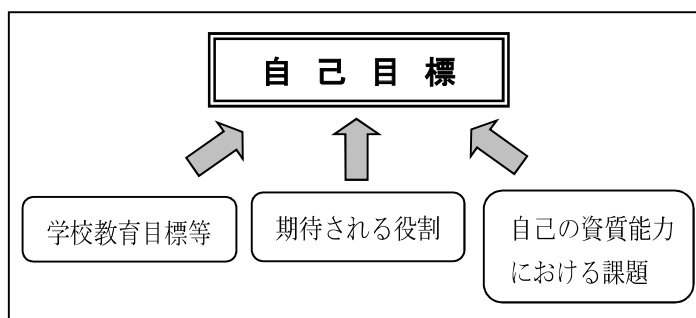 自己目標
学校教育目標等
期待される役割
自己の資質能力
における課題